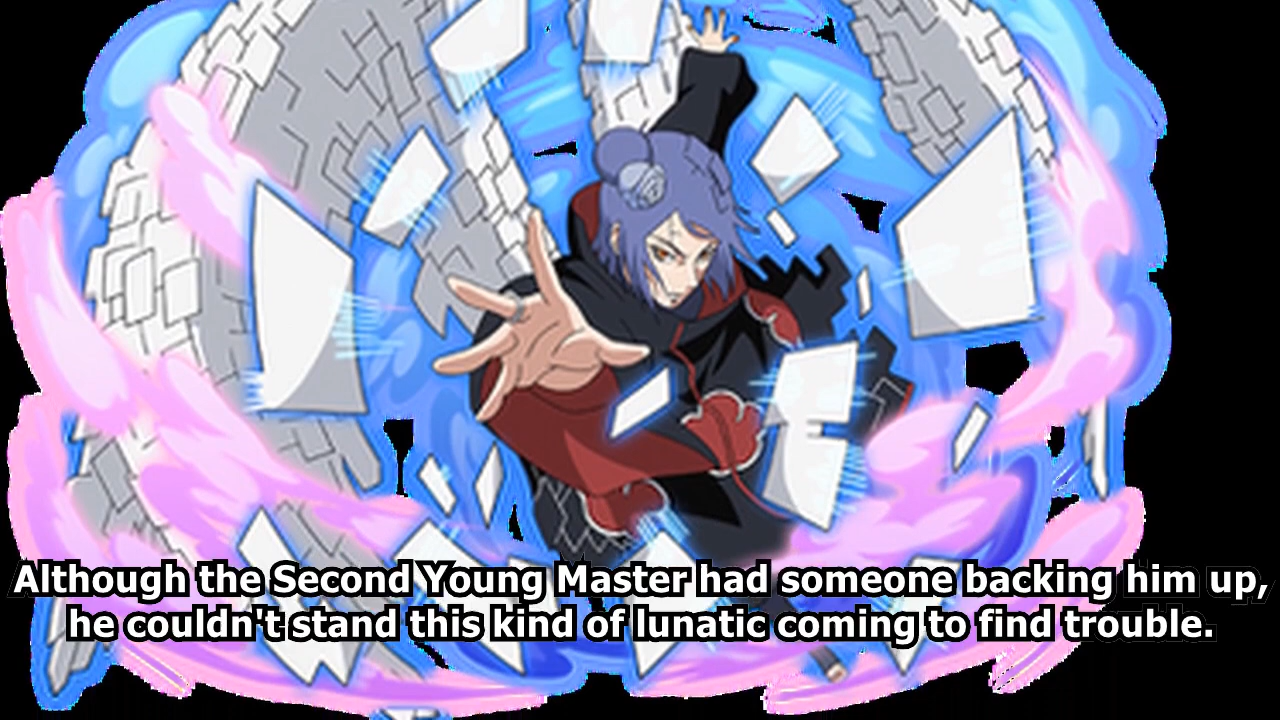 Although the Second Young Master had someone backing him up,
he couldn't stand this kind of lunatic coming to find trouble.